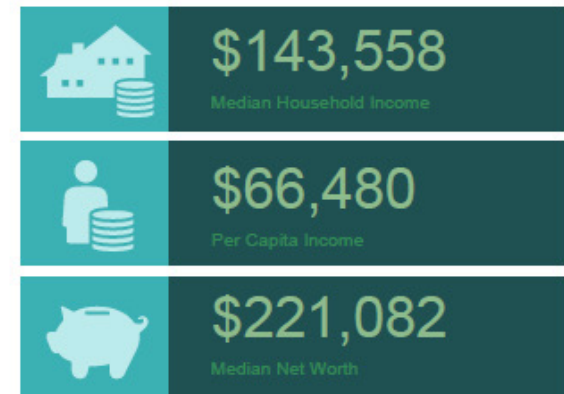 $143,558
Median Household Income
$66,480
Per Capita Income
$221,082
Median Net Worth